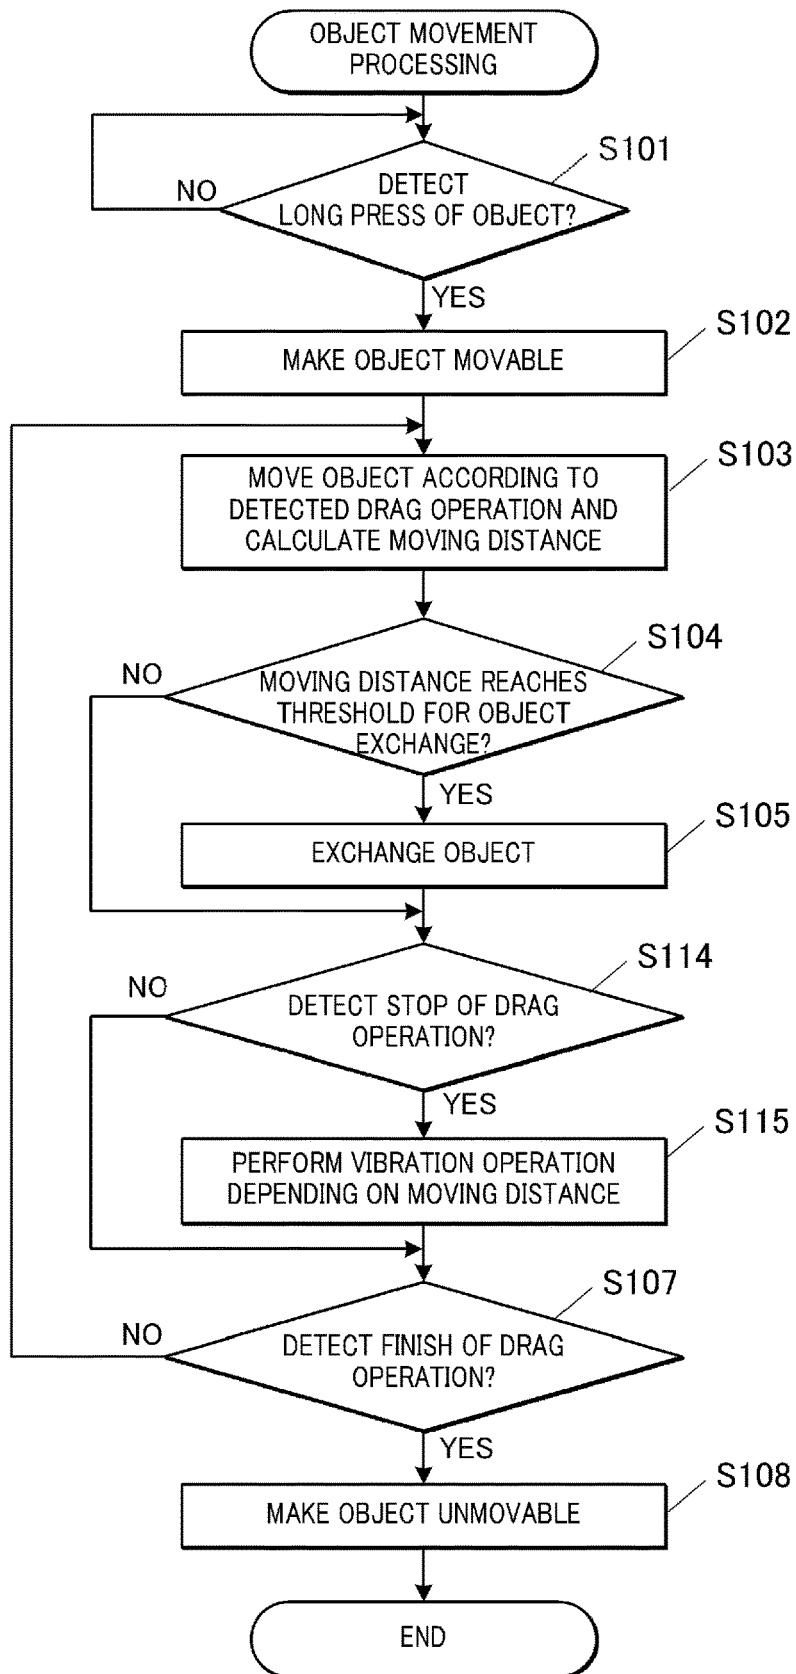 OBJECT MOVEMENT
PROCESSING
S101
NO
DETECT
LONG PRESS OF OBJECT?
YES
S102
MAKE OBJECT MOVABLE
S103
MOVE OBJECT ACCORDING TO
DETECTED DRAG OPERATION AND
CALCULATE MOVING DISTANCE
S104
NO
MOVING DISTANCE REACHES
THRESHOLD FOR OBJECT
EXCHANGE?
YES
S105
EXCHANGE OBJECT
S114
NO
DETECT STOP OF DRAG
OPERATION?
YES
S115
PERFORM VIBRATION OPERATION
DEPENDING ON MOVING DISTANCE
S107
NO
DETECT FINISH OF DRAG
OPERATION?
YES
S108
MAKE OBJECT UNMOVABLE
END